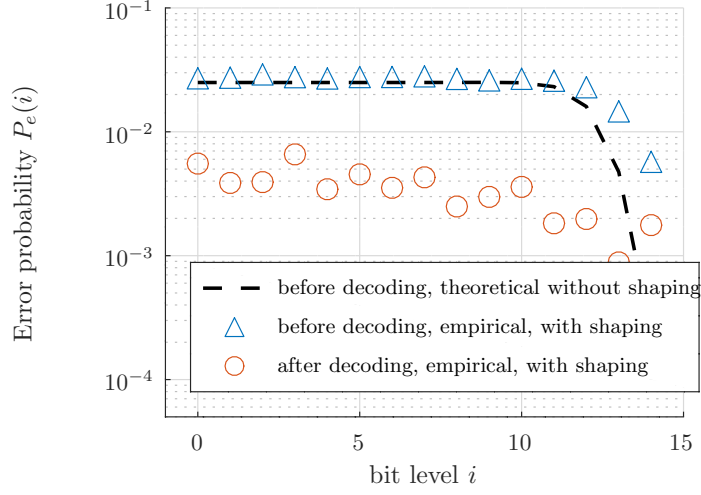 10^{-1}
10^{-2}
10^{-3}
10^{-4}
Error probability P_e(i)
before decoding, theoretical without shaping
before decoding, empirical, with shaping
after decoding, empirical, with shaping
0 5 10 15
bit level i